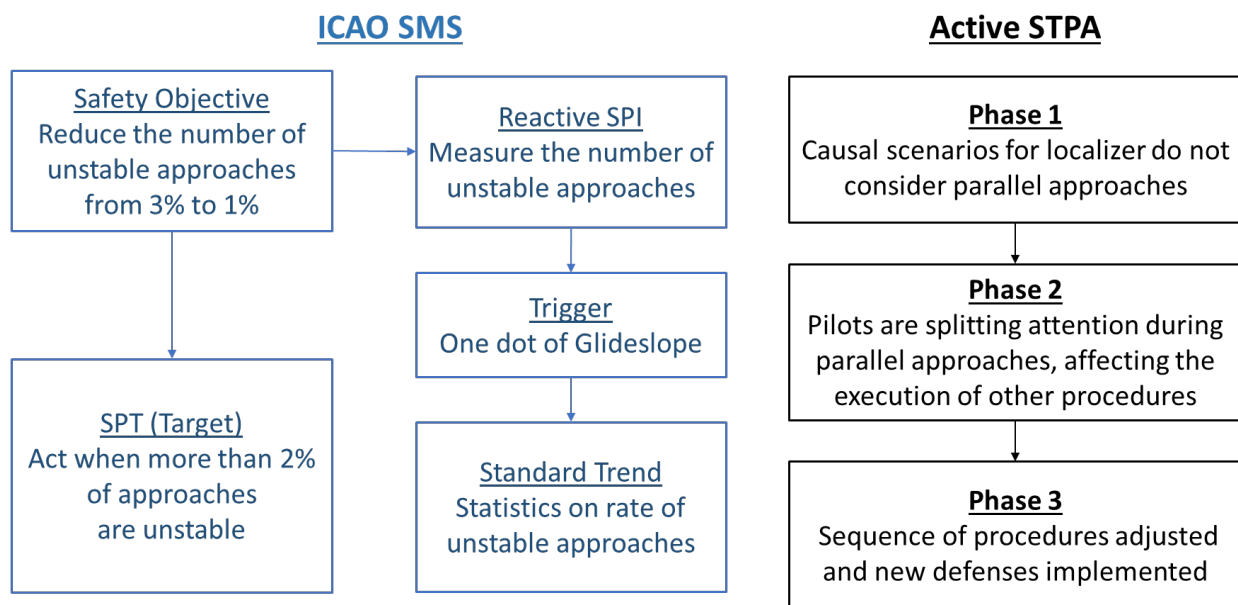 ICAO SMS
Safety Objective
Reduce the number of
unstable approaches
from 3% to 1%
SPT (Target)
Act when more than 2%
of approaches
are unstable
Reactive SPI
Measure the number of
unstable approaches
Trigger
One dot of Glideslope
Standard Trend
Statistics on rate of
unstable approaches
Active STPA
Phase 1
Causal scenarios for localizer do not
consider parallel approaches
Phase 2
Pilots are splitting attention during
parallel approaches, affecting the
execution of other procedures
Phase 3
Sequence of procedures adjusted
and new defenses implemented